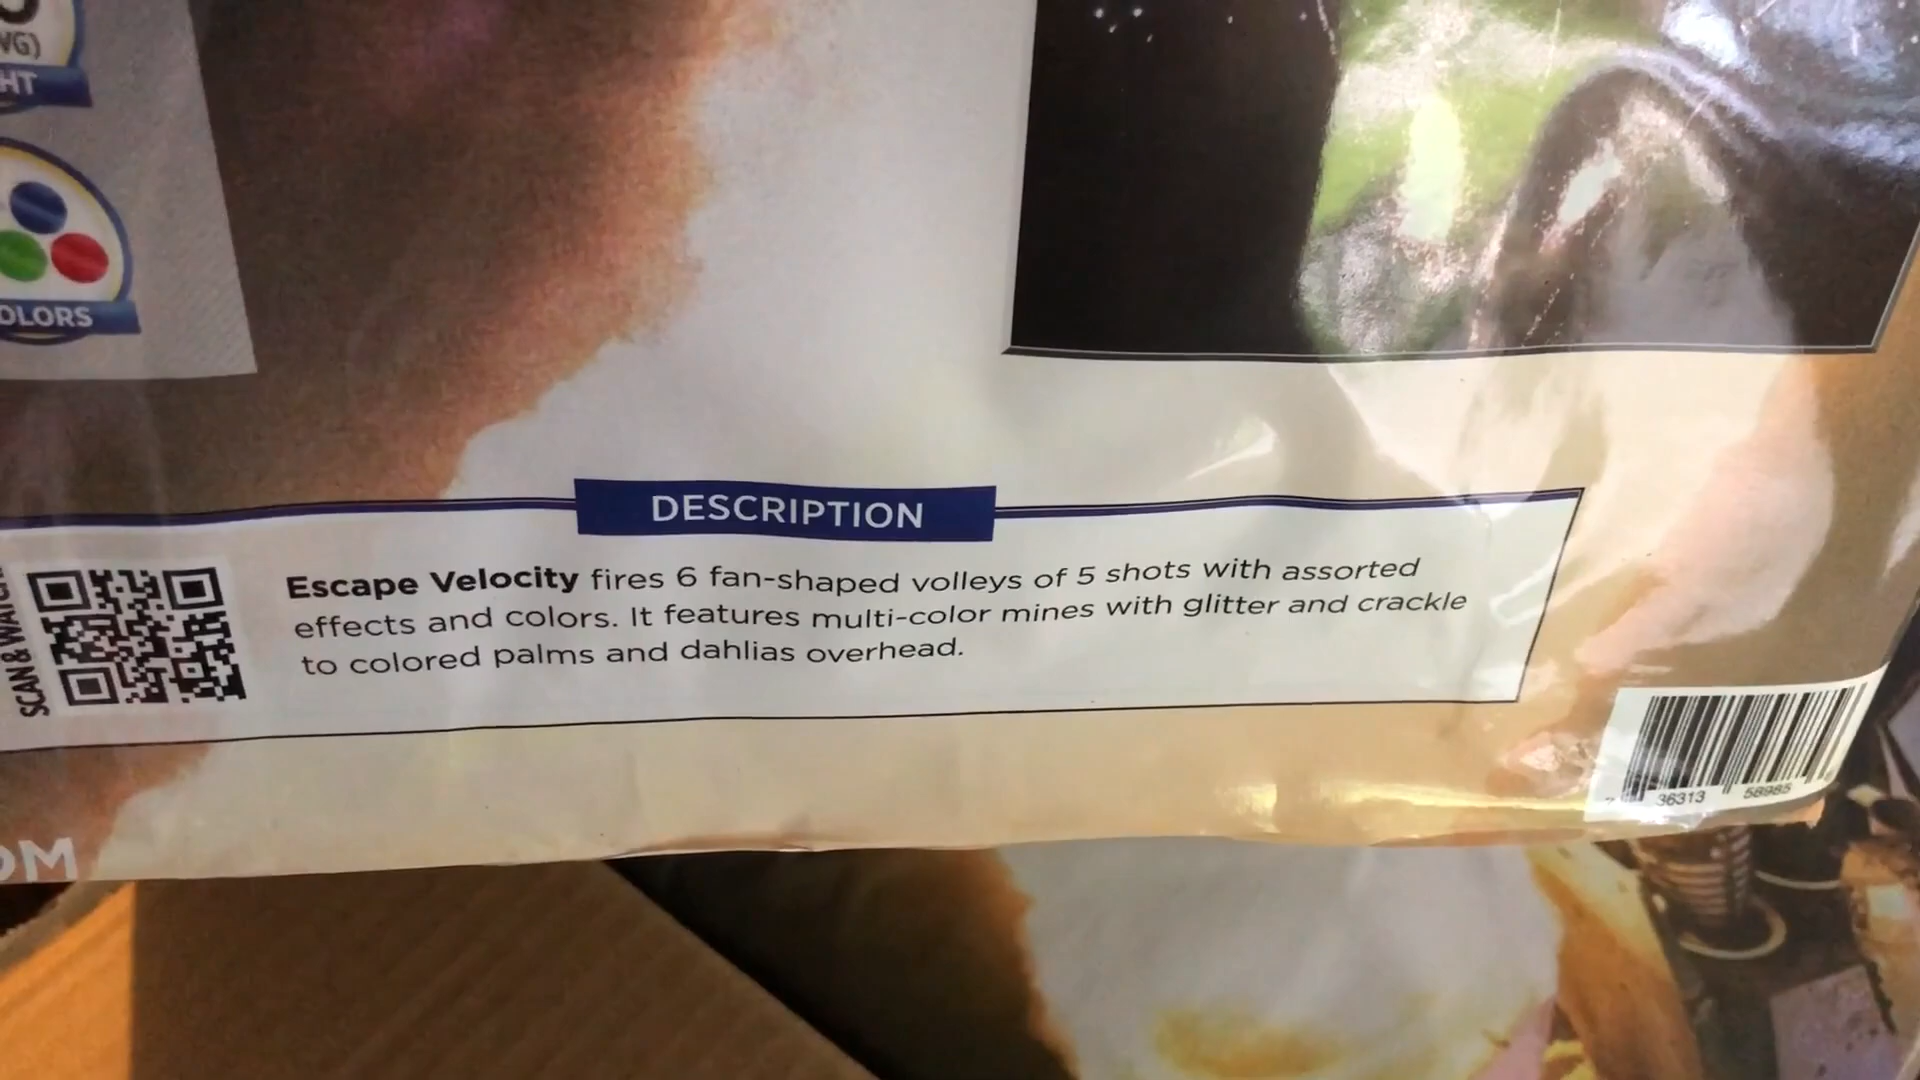 VG)
HT
OLORS
DESCRIPTION
SCAN & WATCH
Escape Velocity fires 6 fan-shaped volleys of 5 shots with assorted
effects and colors. It features multi-color mines with glitter and crackle
to colored palms and dahlias overhead.
36313 58985
OM